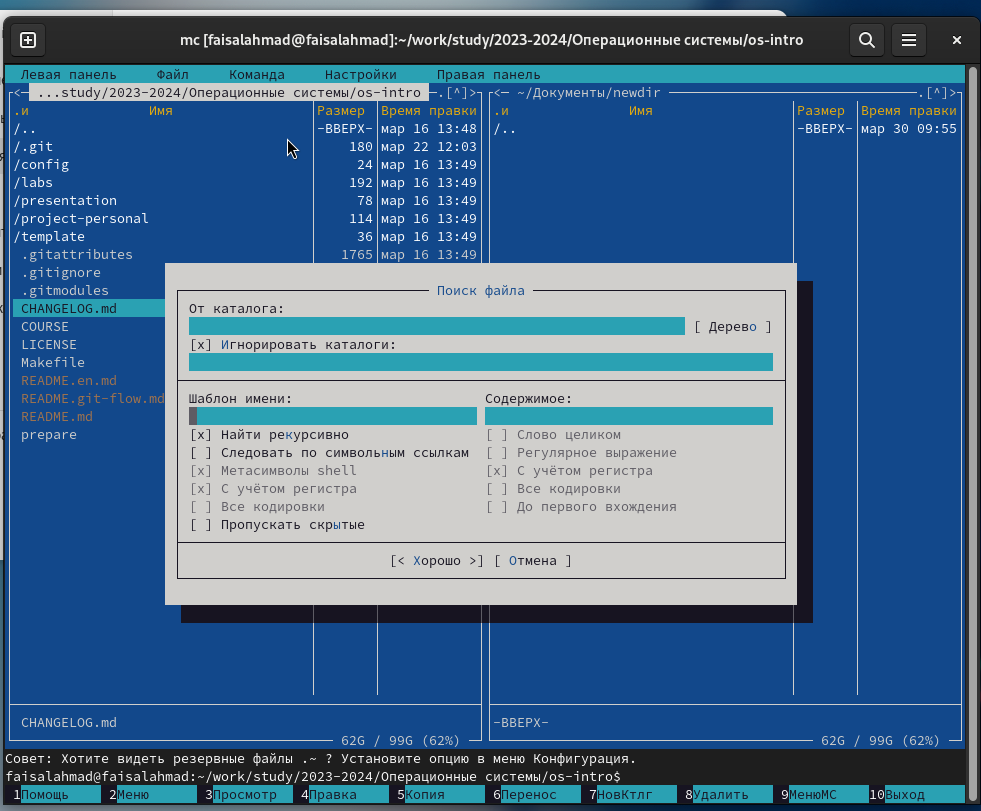 mc [faisalahmad@faisalahmad]:~/work/study/2023-2024/Операционные системы/os-intro
Левая панель Файл Команда Настройки Правая панель
<— ...study/2023-2024/Операционные системы/os-intro —.[^]>
.и Имя Размер Время правки
/.. -ВВЕРХ- мар 16 13:48
/.git 180 мар 22 12:03
/config 24 мар 16 13:49
/labs 192 мар 16 13:49
/presentation 78 мар 16 13:49
/project-personal 114 мар 16 13:49
/template 36 мар 16 13:49
.gitattributes 1765 мар 16 13:49
.gitignore
.gitmodules
CHANGELOG.md
COURSE
LICENSE
Makefile
README.en.md
README.git-flow.md
README.md
prepare
CHANGELOG.md
62G / 99G (62%)
<— ~/Документы/newdir —.[^]>
.и Имя Размер Время правки
/.. -ВВЕРХ- мар 30 09:55
-ВВЕРХ-
62G / 99G (62%)
Поиск файла
От каталога:
[ Дерево ]
[x] Игнорировать каталоги:
Шаблон имени: Содержимое:
[x] Найти рекурсивно [ ] Слово целиком
[ ] Следовать по символьным ссылкам [ ] Регулярное выражение
[x] Метасимволы shell [x] С учётом регистра
[x] С учётом регистра [ ] Все кодировки
[ ] Все кодировки [ ] До первого вхождения
[ ] Пропускать скрытые
[< Хорошо >] [ Отмена ]
Совет: Хотите видеть резервные файлы .~ ? Установите опцию в меню Конфигурация.
faisalahmad@faisalahmad:~/work/study/2023-2024/Операционные системы/os-intro$
1Помощь 2Меню 3Просмотр 4Правка 5Копия 6Перенос 7НовКтлг 8Удалить 9МенюМС 10Выход